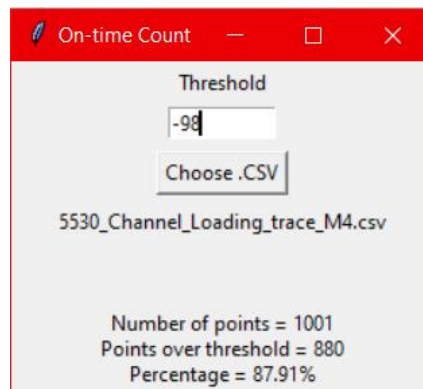 On-time Count
Threshold
-98
Choose .CSV
5530_Channel_Loading_trace_M4.csv
Number of points = 1001
Points over threshold = 880
Percentage = 87.91%